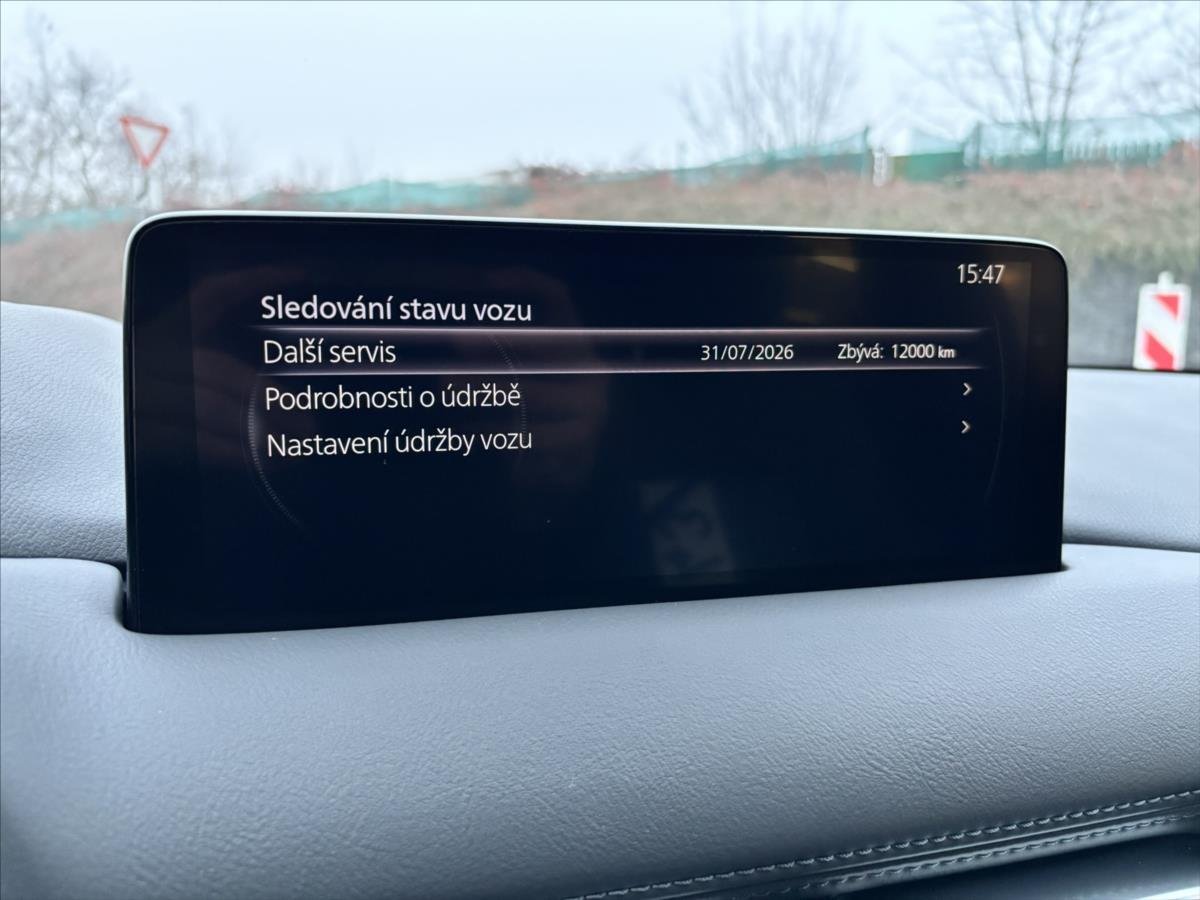 15:47
Sledování stavu vozu
Další servis 31/07/2026 Zbývá: 12000 km
Podrobnosti o údržbě
Nastavení údržby vozu